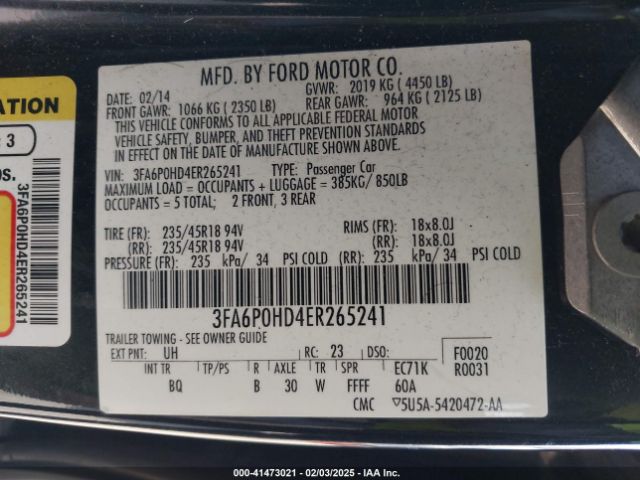 MFD. BY FORD MOTOR CO.
DATE: 02/14 GVWR: 2019 KG ( 4450 LB)
FRONT GAWR: 1066 KG ( 2350 LB) REAR GAWR: 964 KG ( 2125 LB)
THIS VEHICLE CONFORMS TO ALL APPLICABLE FEDERAL MOTOR
VEHICLE SAFETY, BUMPER, AND THEFT PREVENTION STANDARDS
IN EFFECT ON THE DATE OF MANUFACTURE SHOWN ABOVE.
VIN: 3FA6P0HD4ER265241 TYPE: Passenger Car
MAXIMUM LOAD = OCCUPANTS + LUGGAGE = 385KG/ 850LB
OCCUPANTS = 5 TOTAL; 2 FRONT, 3 REAR
TIRE (FR): 235/45R18 94V RIMS (FR): 18x8.0J
(RR): 235/45R18 94V (RR): 18x8.0J
PRESSURE (FR): 235 kPa/ 34 PSI COLD (RR): 235 kPa/ 34 PSI COLD
3FA6P0HD4ER265241
TRAILER TOWING - SEE OWNER GUIDE
EXT PNT: UH RC: 23 DSO: F0020
R0031
INT TR TP/PS R AXLE TR SPR EC71K
BQ B 30 W FFFF 60A
CMC ▽5U5A-5420472-AA
ATION
: 3
os.
3FA6P0HD4ER265241
000-41473021 - 02/03/2025 - IAA Inc.